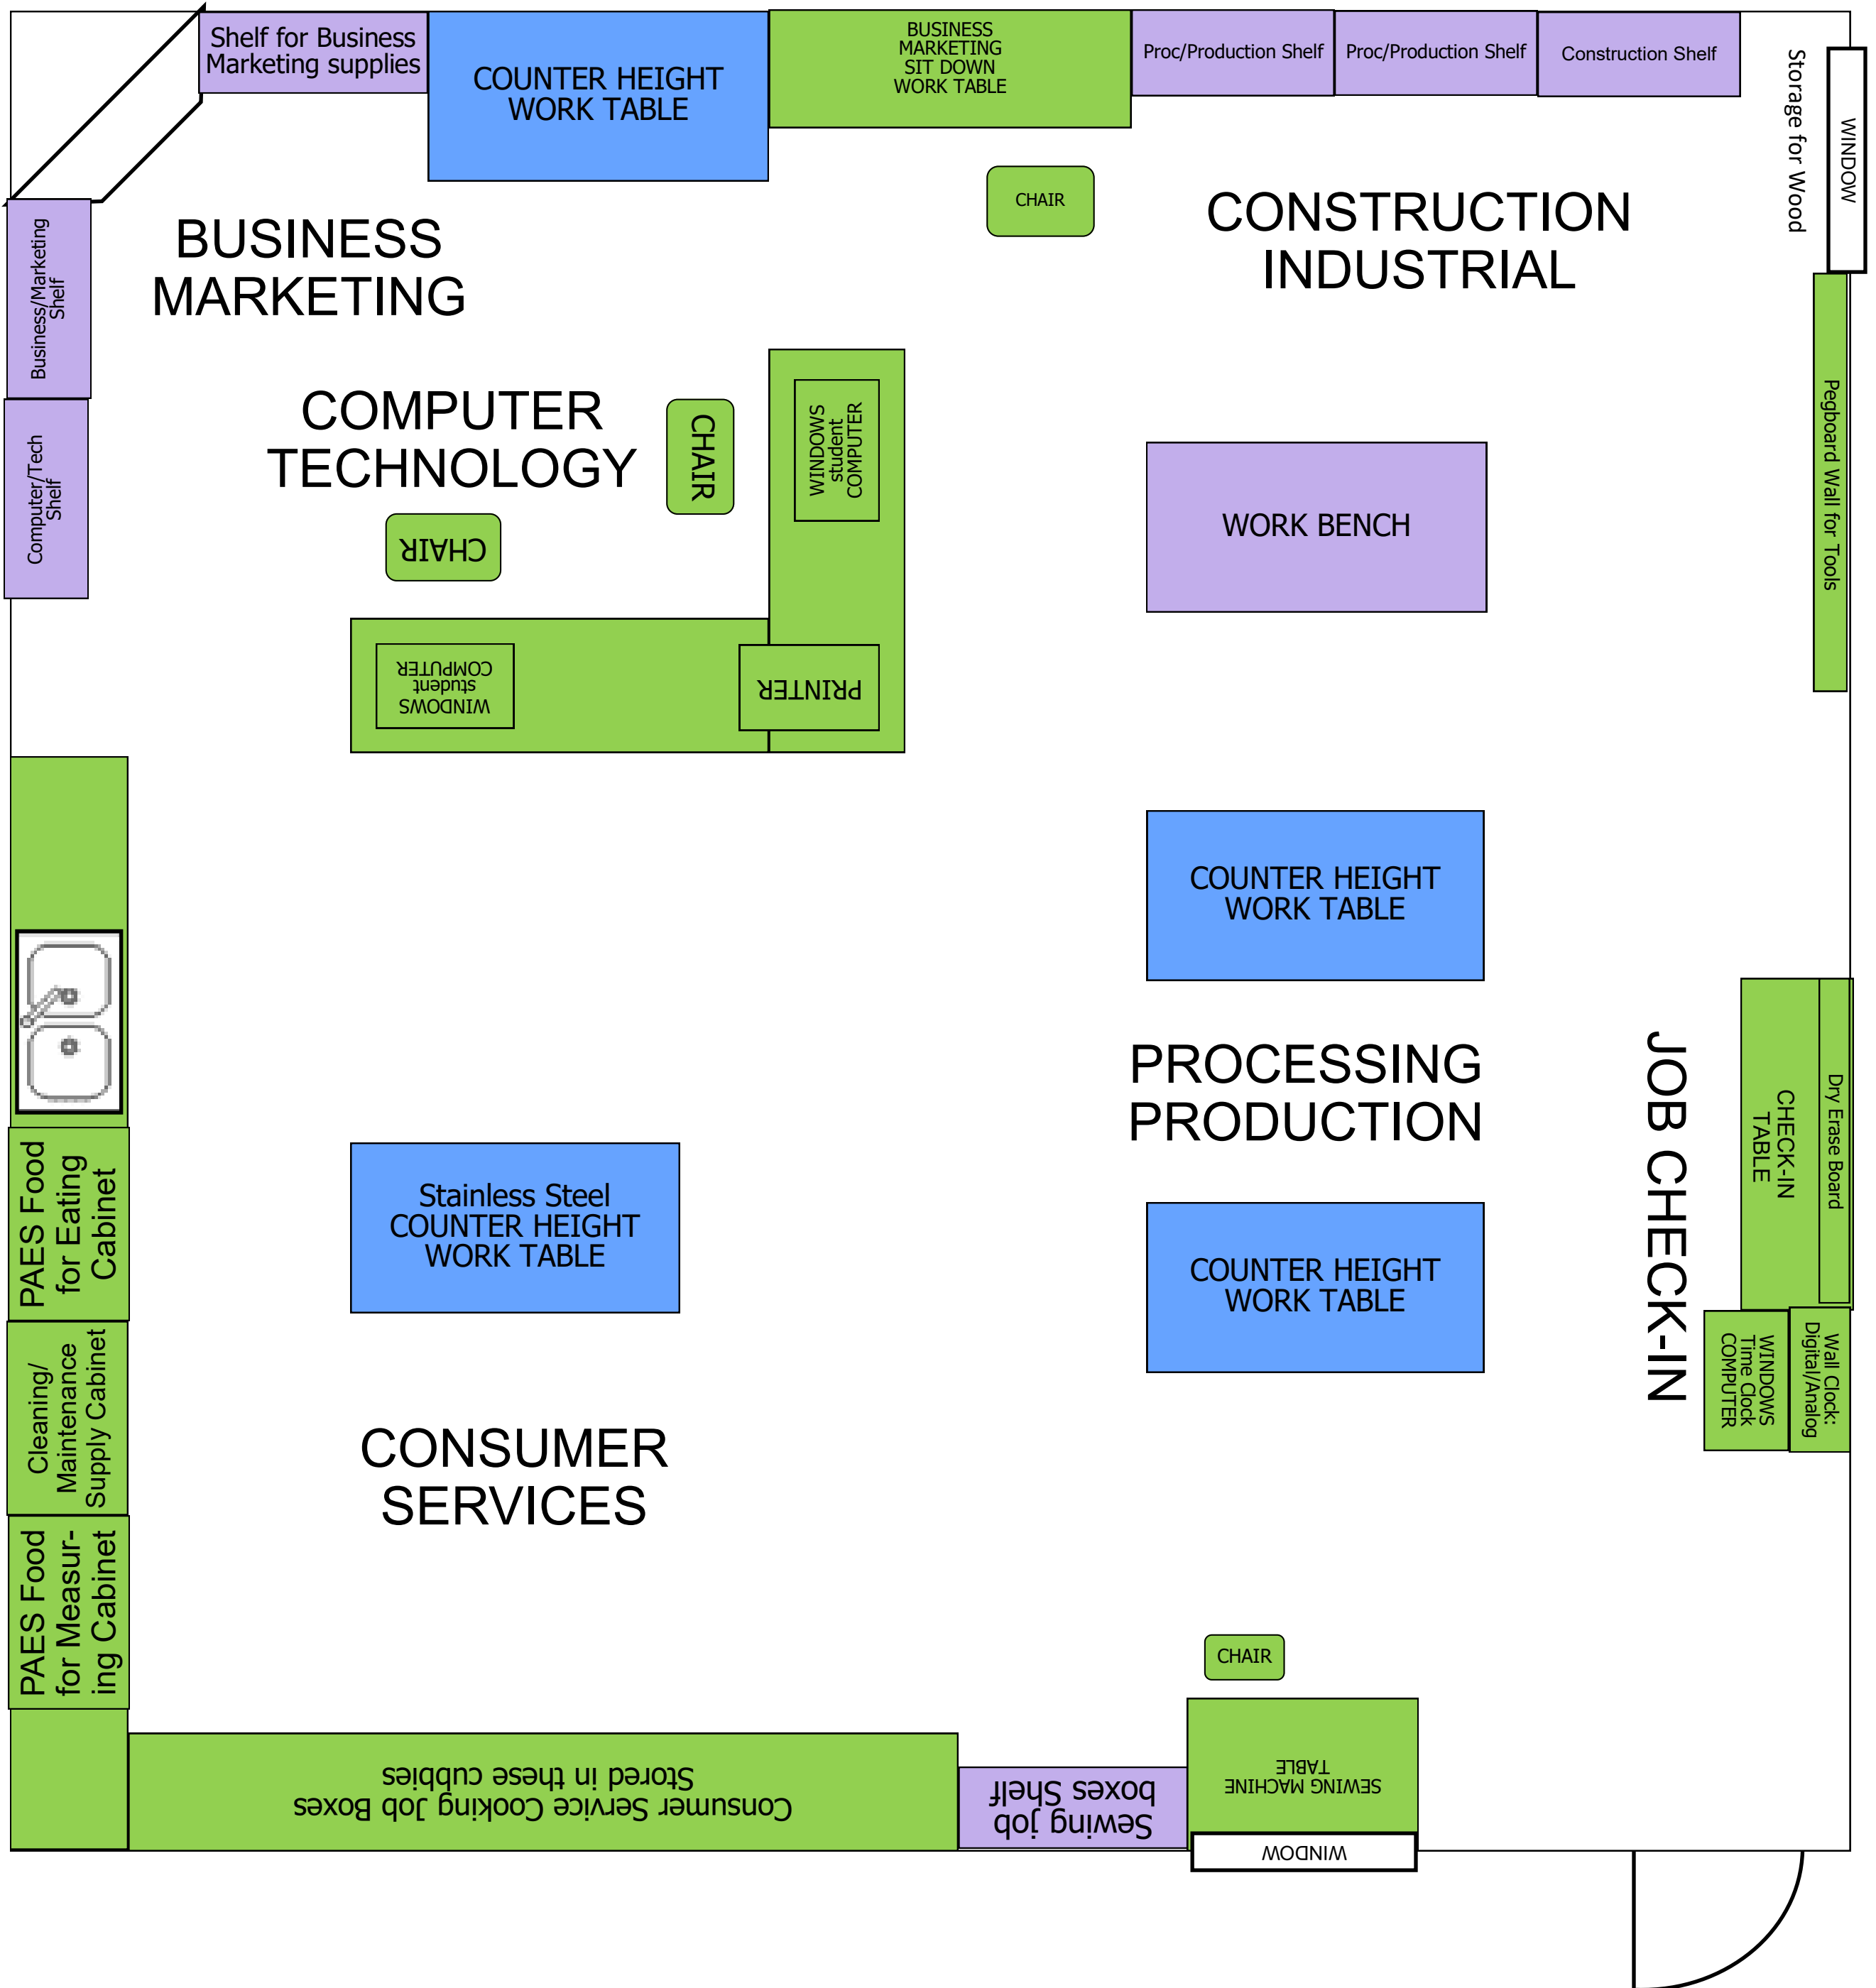 Shelf for Business
Marketing supplies
COUNTER HEIGHT
WORK TABLE
BUSINESS
MARKETING
SIT DOWN
WORK TABLE
Proc/Production Shelf
Proc/Production Shelf
Construction Shelf
Storage for Wood
WINDOW
CHAIR
BUSINESS
MARKETING
CONSTRUCTION
INDUSTRIAL
Business/Marketing
Shelf
Computer/Tech
Shelf
COMPUTER
TECHNOLOGY
CHAIR
CHAIR
WINDOWS
student
COMPUTER
WINDOWS
student
COMPUTER
PRINTER
WORK BENCH
Pegboard Wall for Tools
COUNTER HEIGHT
WORK TABLE
PROCESSING
PRODUCTION
COUNTER HEIGHT
WORK TABLE
JOB CHECK-IN
CHECK-IN
TABLE
Dry Erase Board
WINDOWS
Time Clock
COMPUTER
Wall Clock:
Digital/Analog
PAES Food
for Eating
Cabinet
Cleaning/
Maintenance
Supply Cabinet
PAES Food
for Measur-
ing Cabinet
Stainless Steel
COUNTER HEIGHT
WORK TABLE
CONSUMER
SERVICES
CHAIR
Consumer Service Cooking Job Boxes
Stored in these cubbies
Sewing job
boxes Shelf
SEWING MACHINE
TABLE
WINDOW